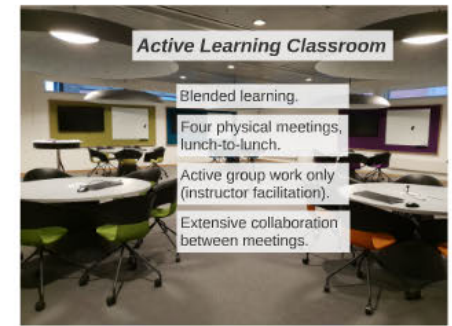 Active Learning Classroom
Blended learning.
Four physical meetings,
lunch-to-lunch.
Active group work only
(instructor facilitation).
Extensive collaboration
between meetings.